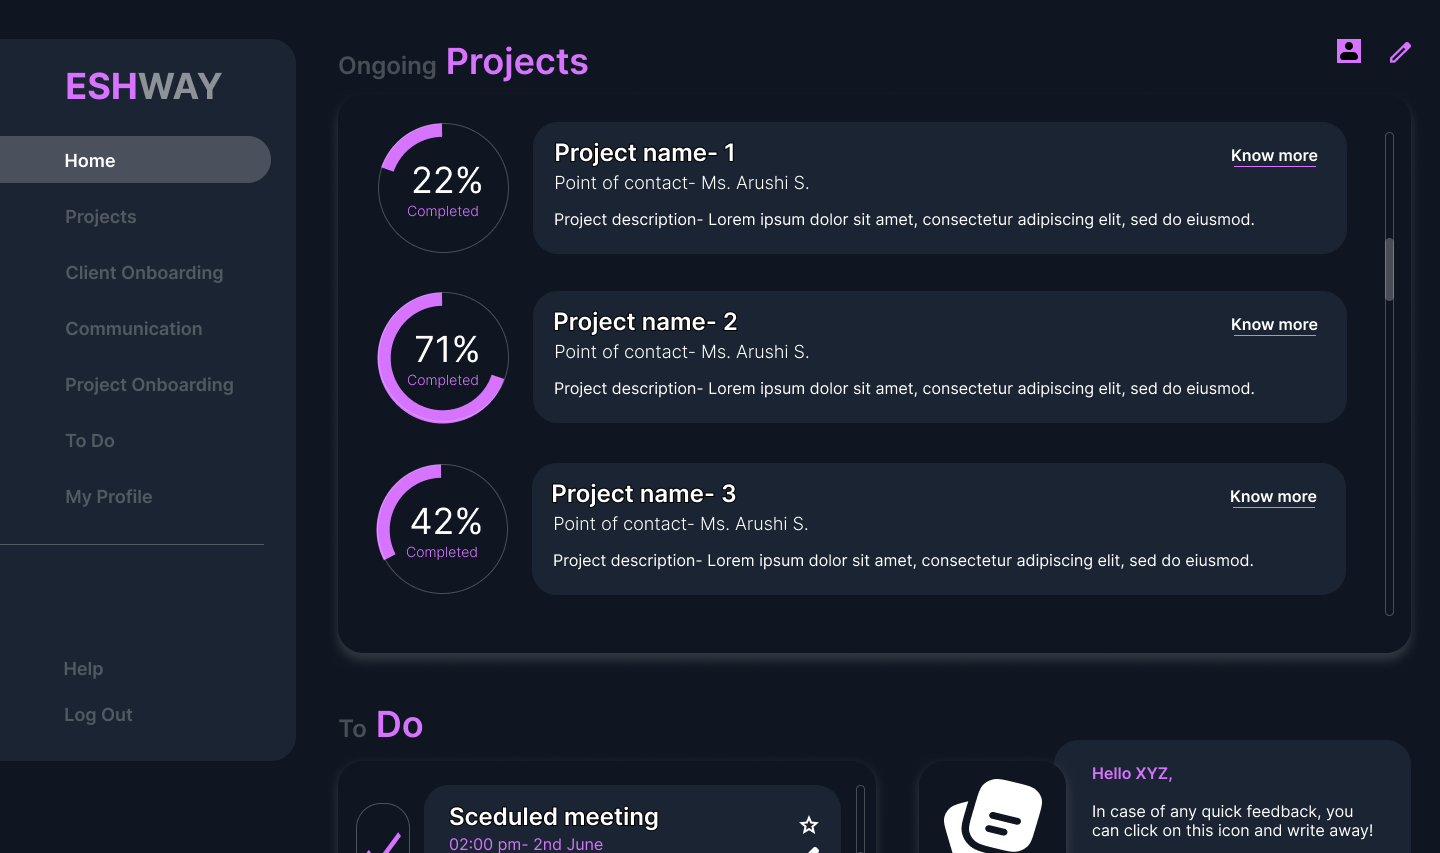 ESHWAY
Home
Projects
Client Onboarding
Communication
Project Onboarding
To Do
My Profile
Help
Log Out
Ongoing Projects
22%
Completed
Project name- 1
Know more
Point of contact- Ms. Arushi S.
Project description- Lorem ipsum dolor sit amet, consectetur adipiscing elit, sed do eiusmod.
71%
Completed
Project name- 2
Know more
Point of contact- Ms. Arushi S.
Project description- Lorem ipsum dolor sit amet, consectetur adipiscing elit, sed do eiusmod.
42%
Completed
Project name- 3
Know more
Point of contact- Ms. Arushi S.
Project description- Lorem ipsum dolor sit amet, consectetur adipiscing elit, sed do eiusmod.
To Do
Sceduled meeting
02:00 pm- 2nd June
Hello XYZ,
In case of any quick feedback, you
can click on this icon and write away!